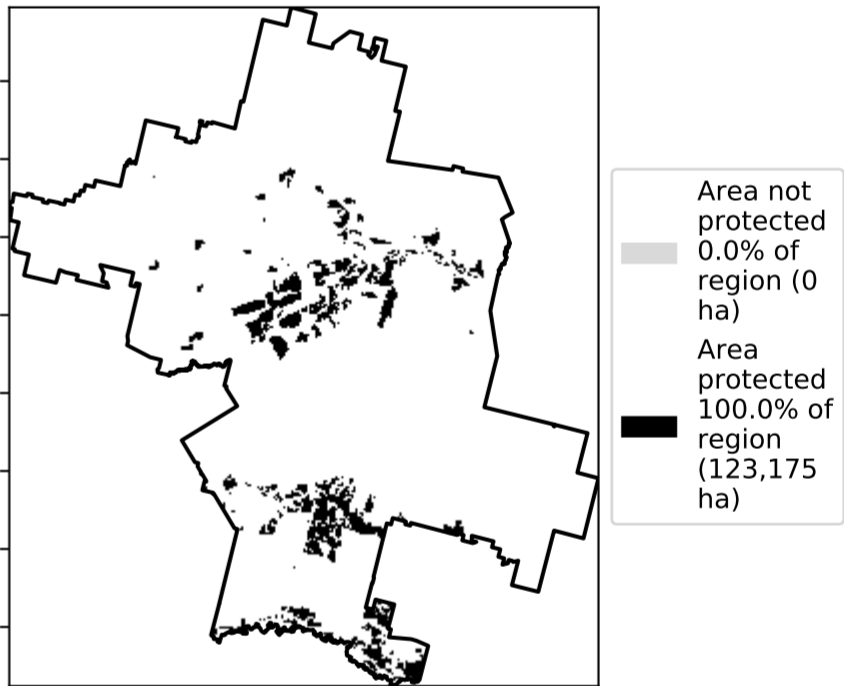 Area not
protected
0.0% of
region (0
ha)
Area
protected
100.0% of
region
(123,175
ha)